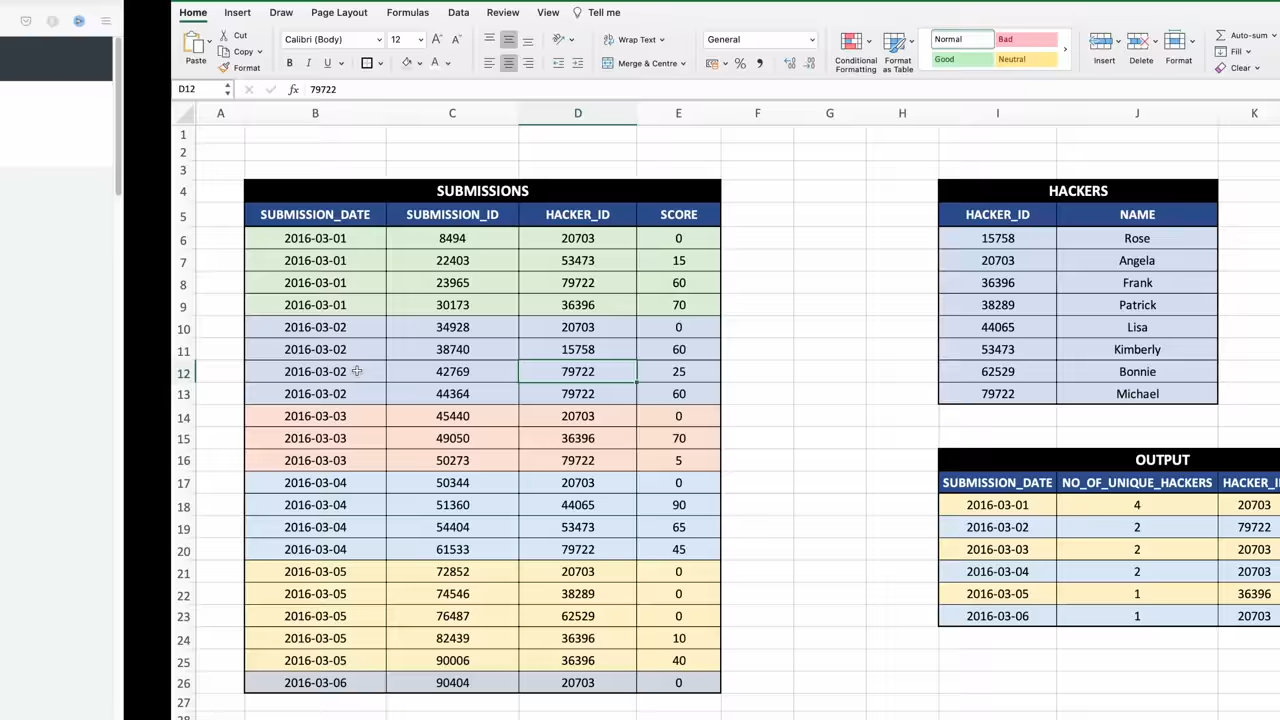 Home Insert Draw Page Layout Formulas Data Review View Tell me
Cut
Calibri (Body) 12 A A Wrap Text General Normal Bad Auto-sum
Copy
Paste Format B I U A Merge & Centre % Conditional Formatting Format as Table Good Neutral Insert Delete Format Fill
Clear
D12 fx 79722
A B C D E F G H I J K
1
2
3
4 SUBMISSIONS HACKERS
5 SUBMISSION_DATE SUBMISSION_ID HACKER_ID SCORE HACKER_ID NAME
6 2016-03-01 8494 20703 0 15758 Rose
7 2016-03-01 22403 53473 15 20703 Angela
8 2016-03-01 23965 79722 60 36396 Frank
9 2016-03-01 30173 36396 70 38289 Patrick
10 2016-03-02 34928 20703 0 44065 Lisa
11 2016-03-02 38740 15758 60 53473 Kimberly
12 2016-03-02 42769 79722 25 62529 Bonnie
13 2016-03-02 44364 79722 60 79722 Michael
14 2016-03-03 45440 20703 0
15 2016-03-03 49050 36396 70
16 2016-03-03 50273 79722 5 OUTPUT
17 2016-03-04 50344 20703 0 SUBMISSION_DATE NO_OF_UNIQUE_HACKERS HACKER_I
18 2016-03-04 51360 44065 90 2016-03-01 4 20703
19 2016-03-04 54404 53473 65 2016-03-02 2 79722
20 2016-03-04 61533 79722 45 2016-03-03 2 20703
21 2016-03-05 72852 20703 0 2016-03-04 2 20703
22 2016-03-05 74546 38289 0 2016-03-05 1 36396
23 2016-03-05 76487 62529 0 2016-03-06 1 20703
24 2016-03-05 82439 36396 10
25 2016-03-05 90006 36396 40
26 2016-03-06 90404 20703 0
27